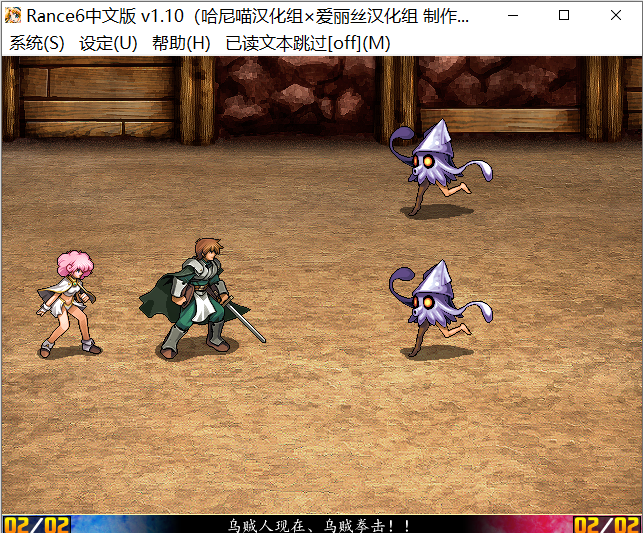 Rance6中文版 v1.10（哈尼喵汉化组×爱丽丝汉化组 制作...
系统(S) 设定(U) 帮助(H) 已读文本跳过[off](M)
02/02 乌贼人现在、乌贼拳击！！ 02/02